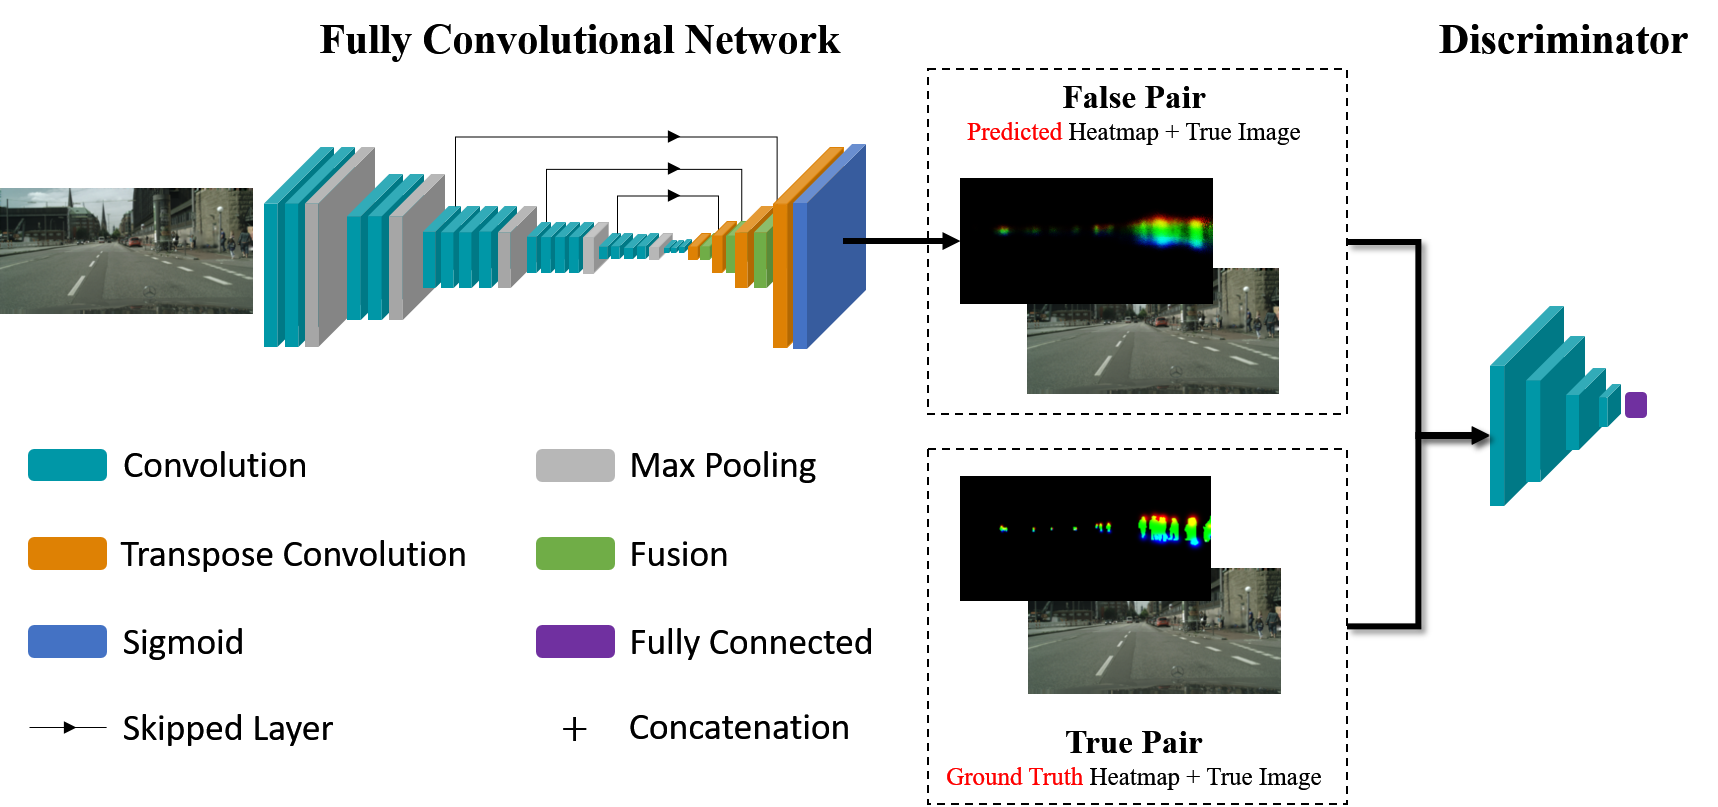 Fully Convolutional Network
Discriminator
False Pair
Predicted Heatmap + True Image
Convolution
Max Pooling
Transpose Convolution
Fusion
Sigmoid
Fully Connected
Skipped Layer
+ Concatenation
True Pair
Ground Truth Heatmap + True Image